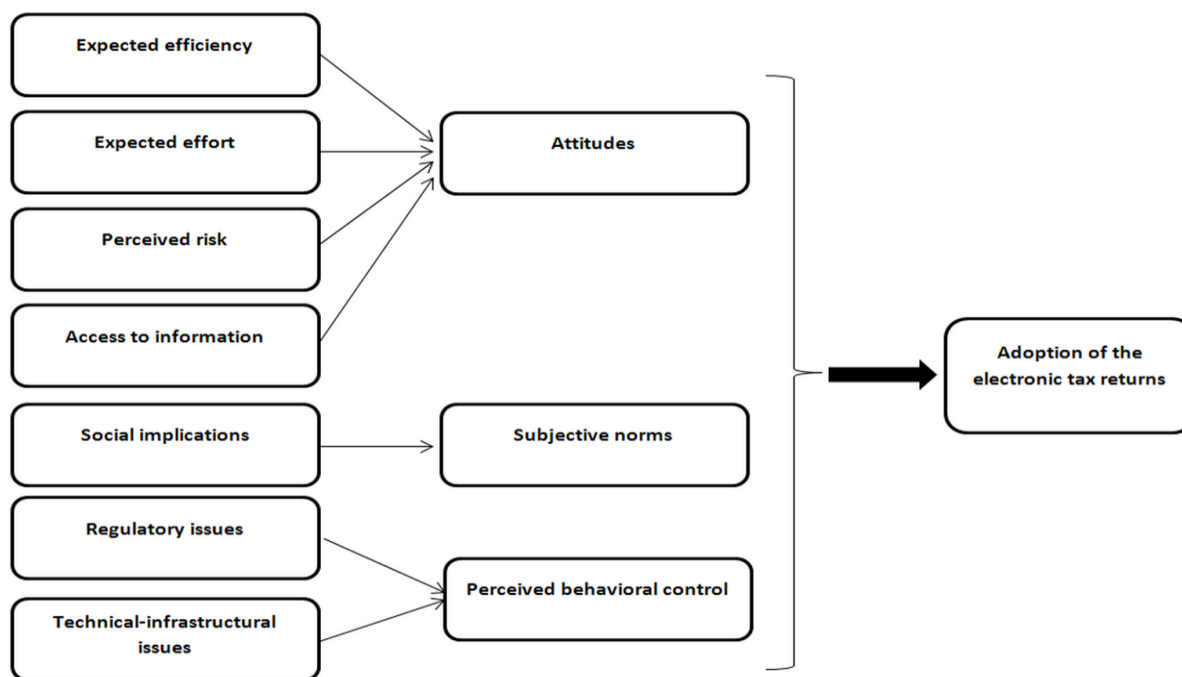 Expected efficiency
Expected effort
Perceived risk
Access to information
Social implications
Regulatory issues
Technical-infrastructural
issues
Attitudes
Subjective norms
Perceived behavioral control
Adoption of the
electronic tax returns